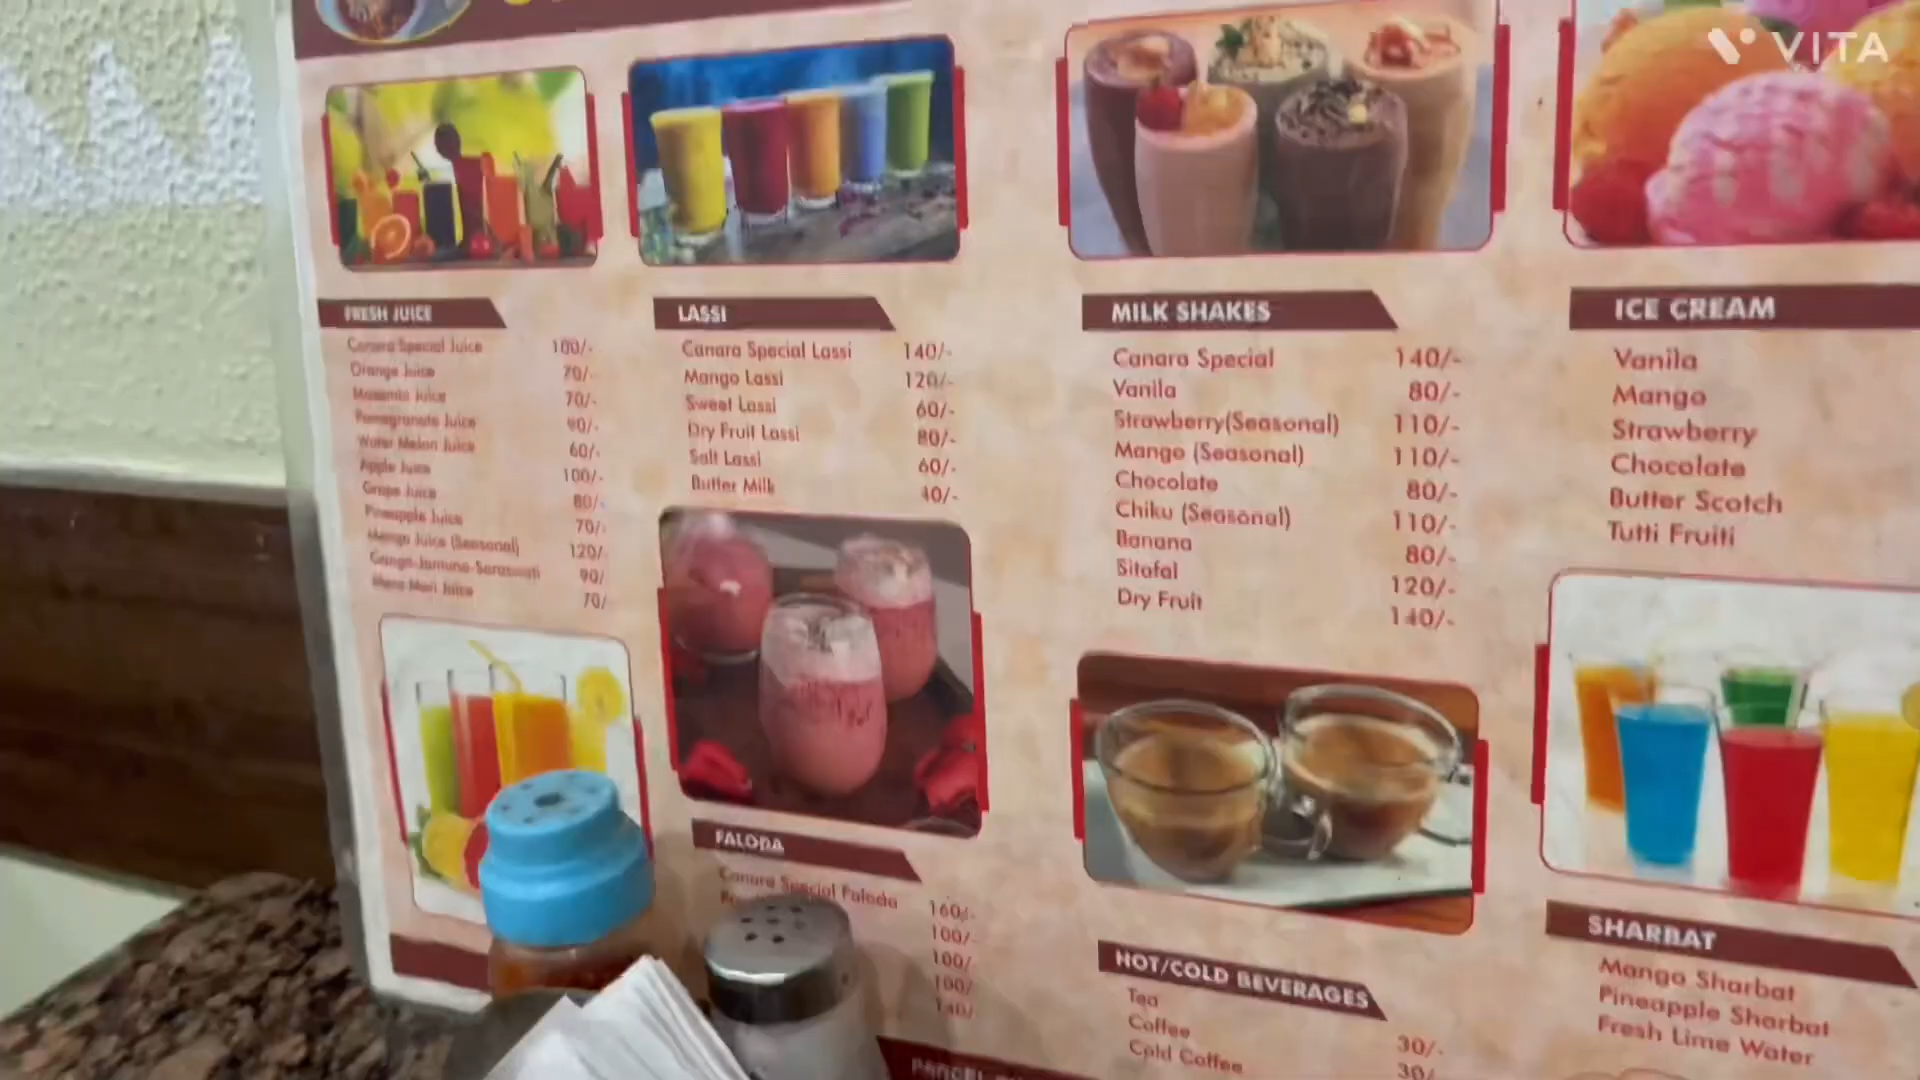 VITA
FRESH JUICE
Canara Special Juice 100/-
Orange Juice 70/-
Mosambi Juice 70/-
Pomegranate Juice 90/-
Water Melon Juice 60/-
Apple Juice 100/-
Grape Juice 80/-
Pineapple Juice 70/-
Mango Juice (Seasonal) 120/-
Ganga-Jamuna-Saraswati 90/
Juice 70/
LASSI
Canara Special Lassi 140/-
Mango Lassi 120/-
Sweet Lassi 60/-
Dry Fruit Lassi 80/-
Salt Lassi 60/-
Butter Milk 40/-
FALODA
Canara Special Faloda 160/-
100/-
100/
100/
140/
MILK SHAKES
Canara Special 140/-
Vanila 80/-
Strawberry(Seasonal) 110/-
Mango (Seasonal) 110/-
Chocolate 80/-
Chiku (Seasonal) 110/-
Banana 80/-
Sitafal 120/-
Dry Fruit 140/-
HOT/COLD BEVERAGES
Tea 30/-
Coffee 30/
Cold Coffee
ICE CREAM
Vanila
Mango
Strawberry
Chocolate
Butter Scotch
Tutti Fruiti
SHARBAT
Mango Sharbat
Pineapple Sharbat
Fresh Lime Water
PARCEL